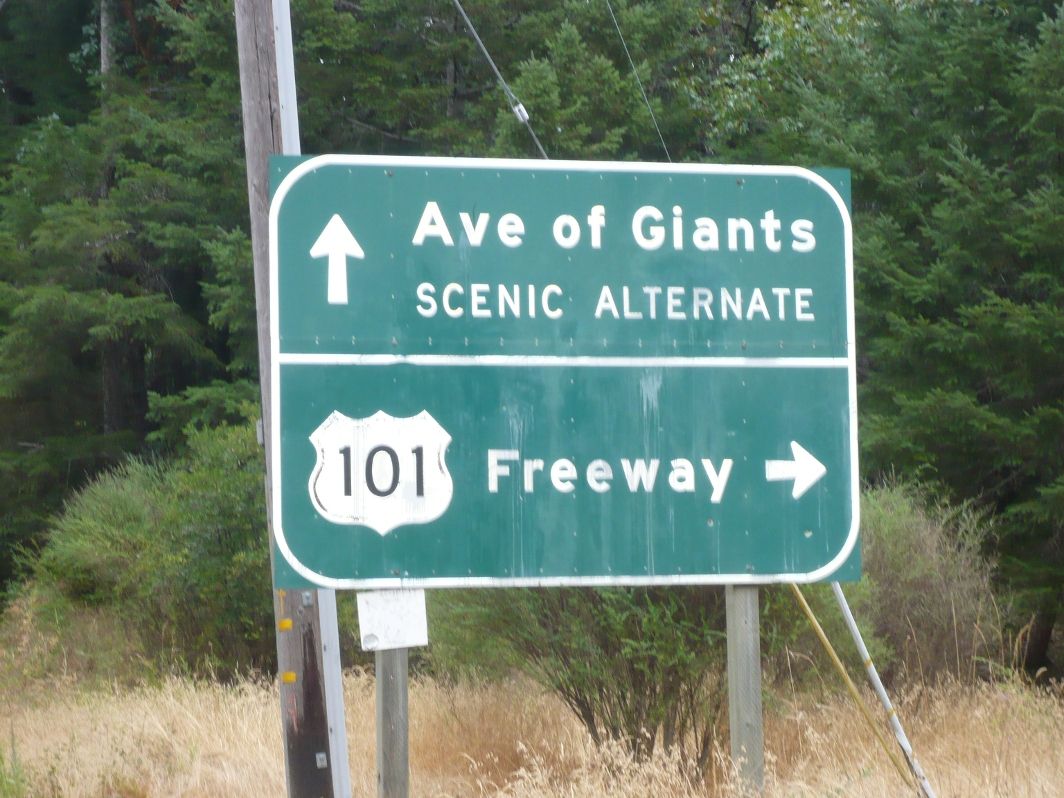 Ave of Giants
SCENIC ALTERNATE
101 Freeway